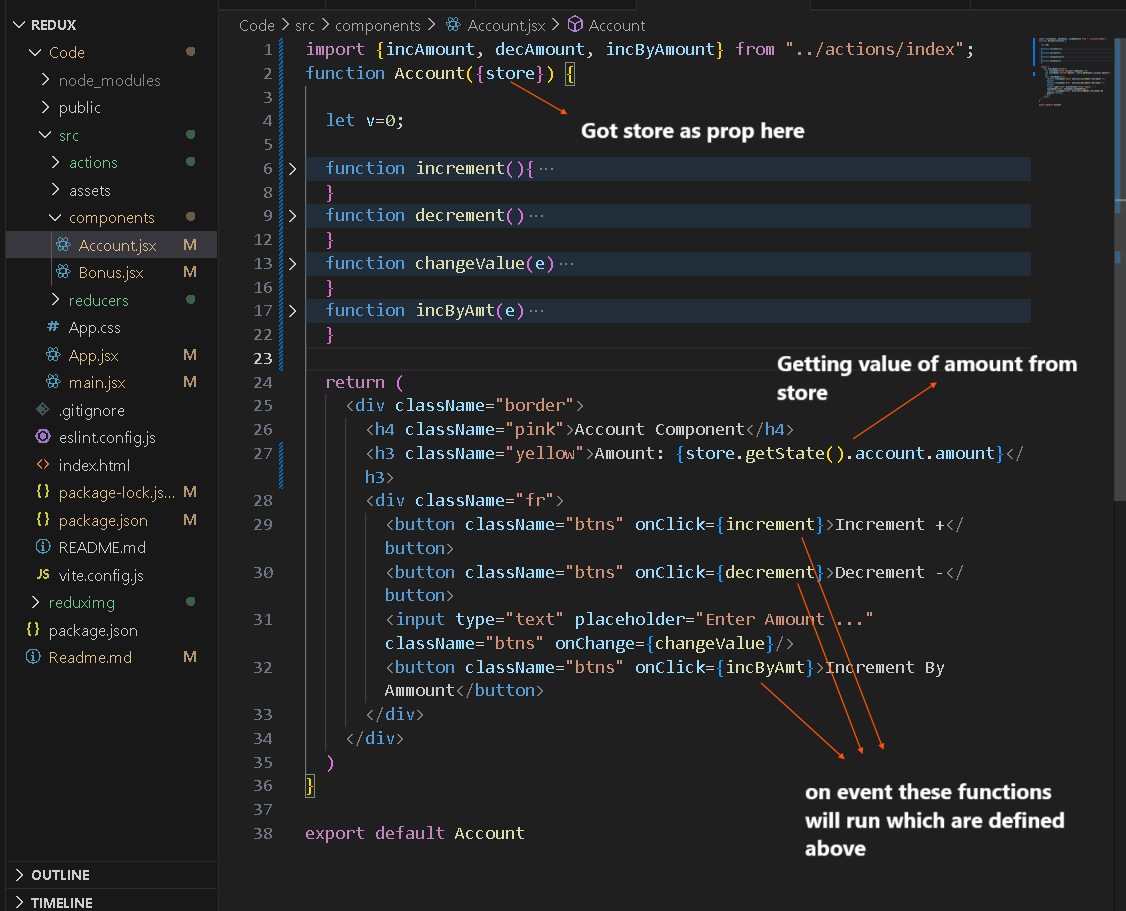 REDUX
Code
node_modules
public
src
actions
assets
components
Account.jsx M
Bonus.jsx M
reducers
# App.css
App.jsx M
main.jsx M
.gitignore
eslint.config.js
<> index.html
{} package-lock.js... M
{} package.json M
README.md
JS vite.config.js
reduximg
{} package.json
Readme.md M
OUTLINE
TIMELINE
Code > src > components > Account.jsx > Account
1 import {incAmount, decAmount, incByAmount} from "../actions/index";
2 function Account({store}) {
3
4 let v=0;
Got store as prop here
5
6 function increment(){ ···
8 }
9 function decrement() ···
12 }
13 function changeValue(e) ···
16 }
17 function incByAmt(e) ···
22 }
23
Getting value of amount from
store
24 return (
25 <div className="border">
26 <h4 className="pink">Account Component</h4>
27 <h3 className="yellow">Amount: {store.getState().account.amount}</
h3>
28 <div className="fr">
29 <button className="btns" onClick={increment}>Increment +</
button>
30 <button className="btns" onClick={decrement}>Decrement -</
button>
31 <input type="text" placeholder="Enter Amount ..."
className="btns" onChange={changeValue}/>
32 <button className="btns" onClick={incByAmt}>Increment By
Ammount</button>
33 </div>
34 </div>
35 )
36 }
37
38 export default Account
on event these functions
will run which are defined
above